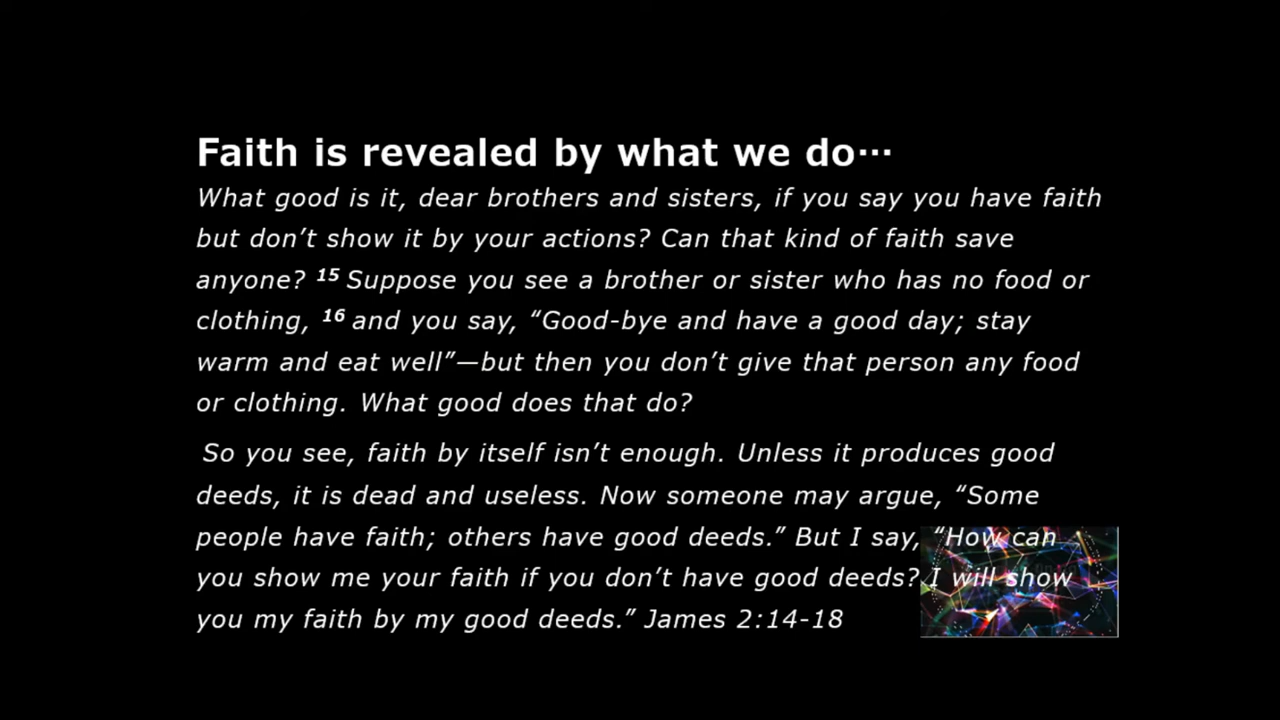 Faith is revealed by what we do…
What good is it, dear brothers and sisters, if you say you have faith
but don’t show it by your actions? Can that kind of faith save
anyone? 15 Suppose you see a brother or sister who has no food or
clothing, 16 and you say, “Good-bye and have a good day; stay
warm and eat well”—but then you don’t give that person any food
or clothing. What good does that do?
So you see, faith by itself isn’t enough. Unless it produces good
deeds, it is dead and useless. Now someone may argue, “Some
people have faith; others have good deeds.” But I say, “How can
you show me your faith if you don’t have good deeds? I will show
you my faith by my good deeds.” James 2:14-18